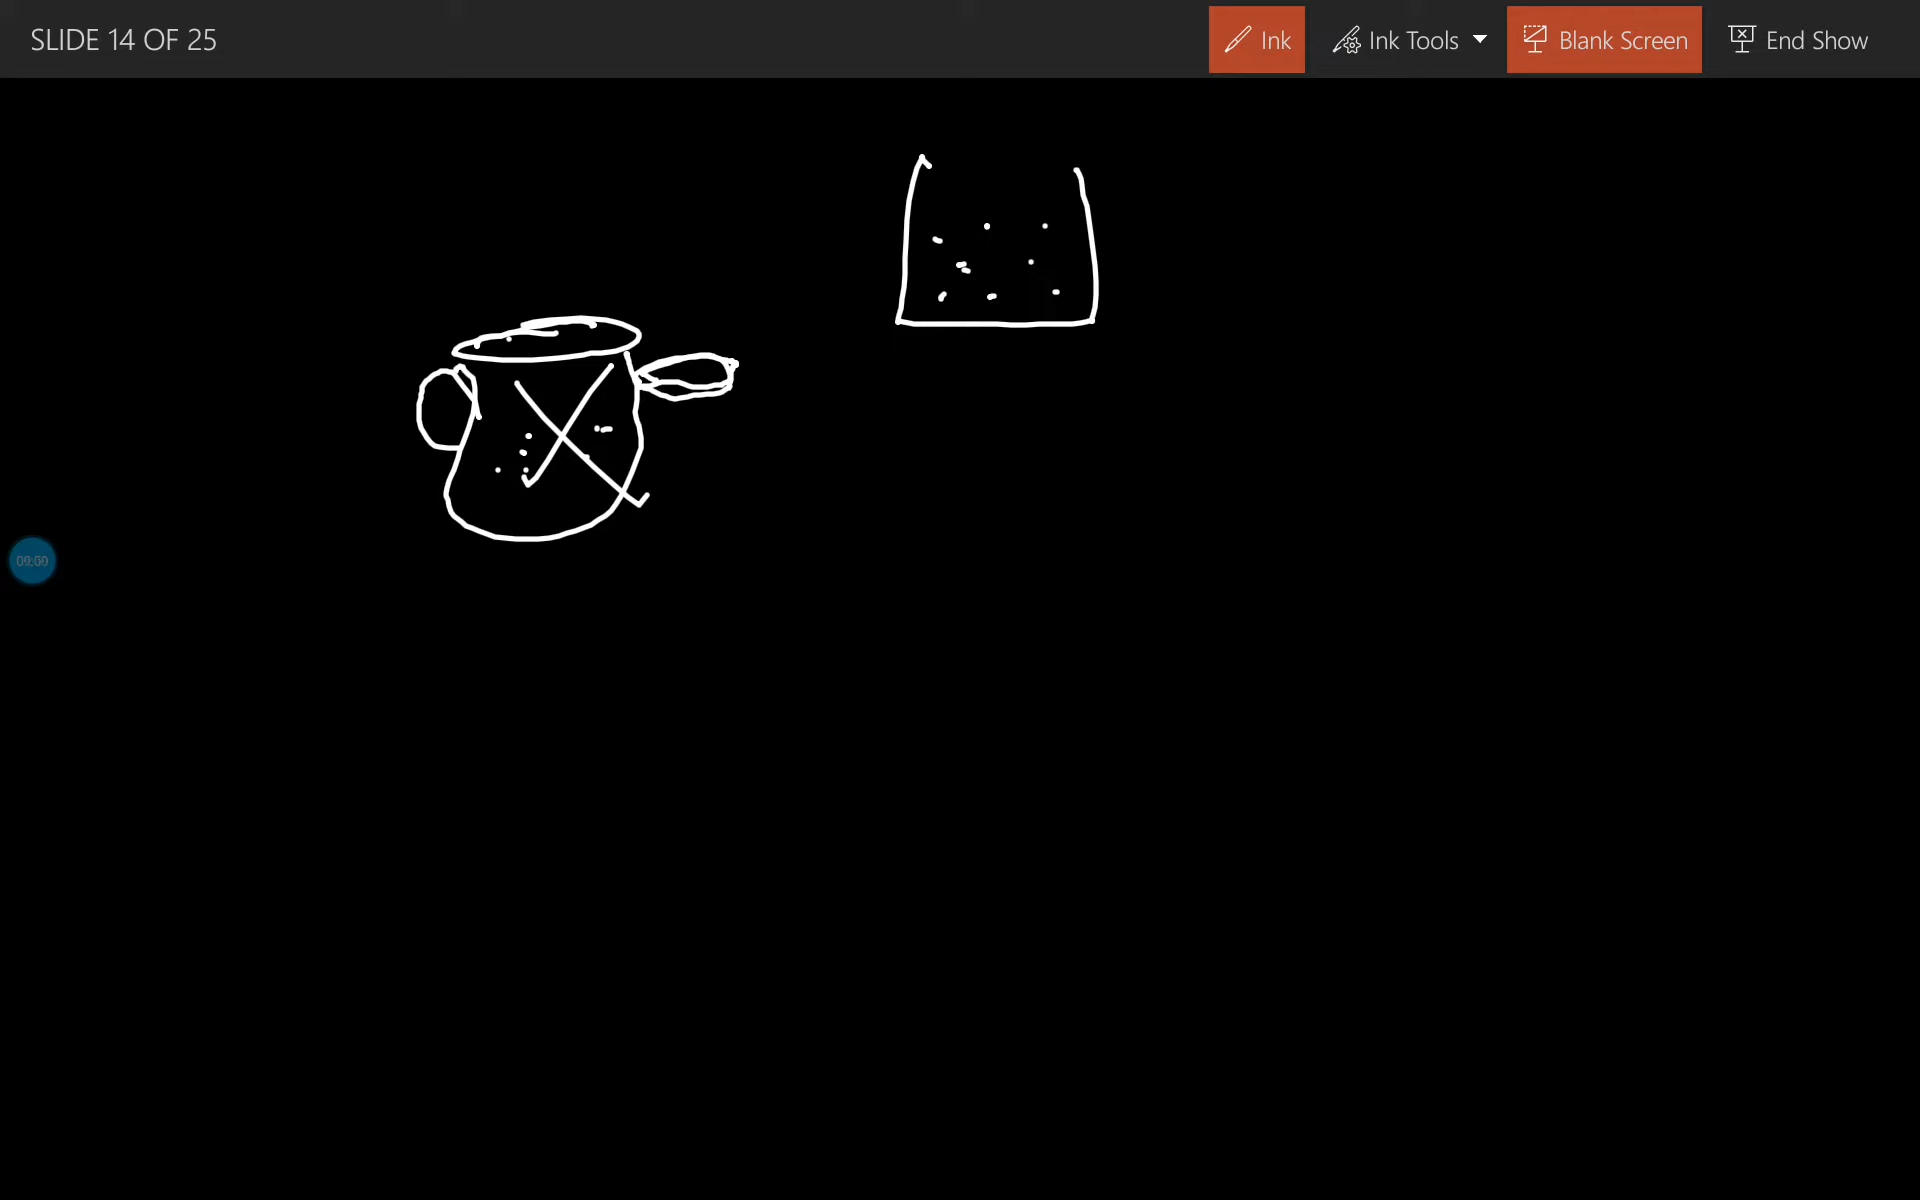 SLIDE 14 OF 25
Ink
Ink Tools
Blank Screen
End Show